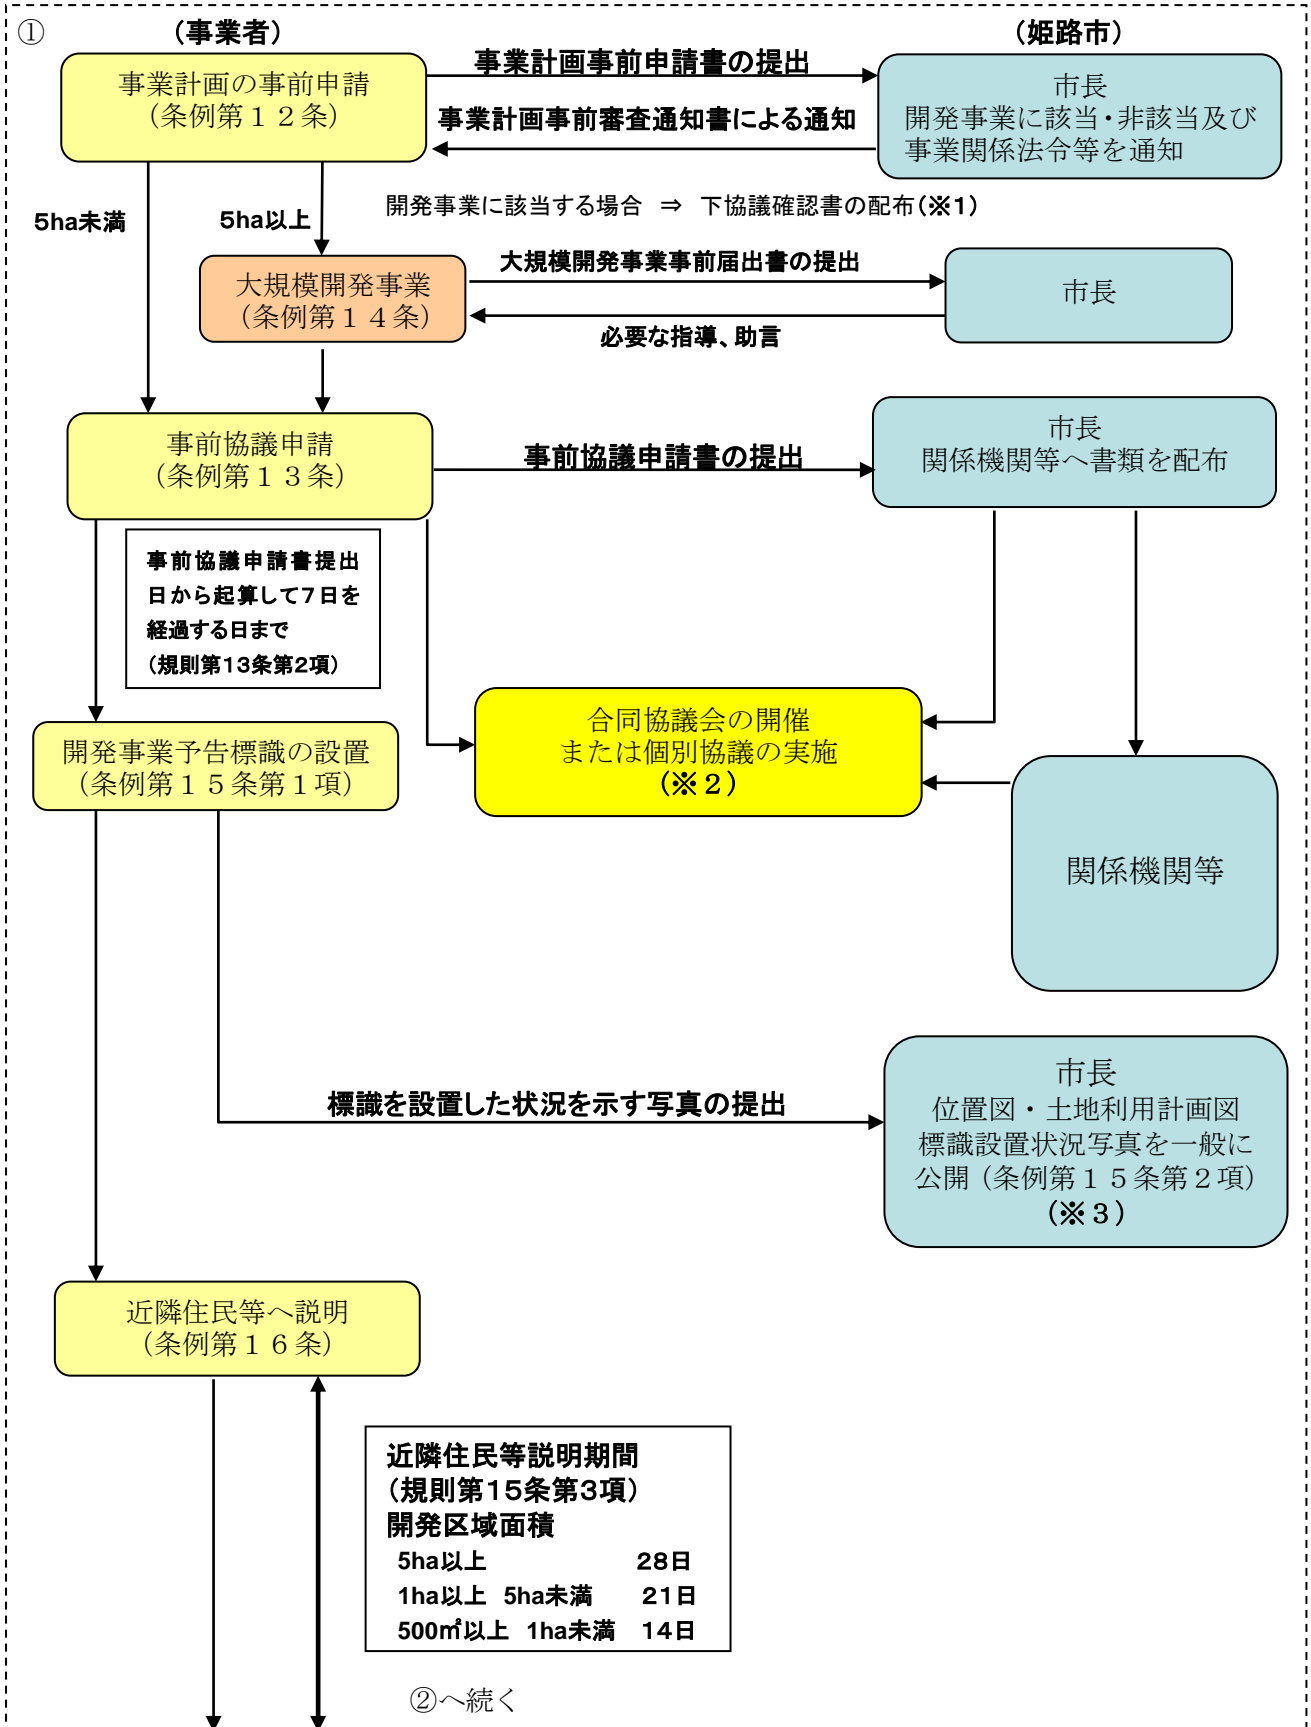 ①
（事業者）
（姫路市）
事業計画の事前申請
（条例第１２条）
事業計画事前申請書の提出
事業計画事前審査通知書による通知
市長
開発事業に該当・非該当及び
事業関係法令等を通知
5ha未満
5ha以上
開発事業に該当する場合　⇒　下協議確認書の配布（※1）
大規模開発事業
（条例第１４条）
大規模開発事業事前届出書の提出
必要な指導、助言
市長
事前協議申請
（条例第１３条）
事前協議申請書の提出
市長
関係機関等へ書類を配布
事前協議申請書提出
日から起算して７日を
経過する日まで
（規則第13条第2項）
開発事業予告標識の設置
（条例第１５条第１項）
合同協議会の開催
または個別協議の実施
（※２）
関係機関等
標識を設置した状況を示す写真の提出
市長
位置図・土地利用計画図
標識設置状況写真を一般に
公開（条例第１５条第２項）
（※３）
近隣住民等へ説明
（条例第１６条）
近隣住民等説明期間
（規則第15条第3項）
開発区域面積
5ha以上　28日
1ha以上　5ha未満　21日
500㎡以上　1ha未満　14日
②へ続く